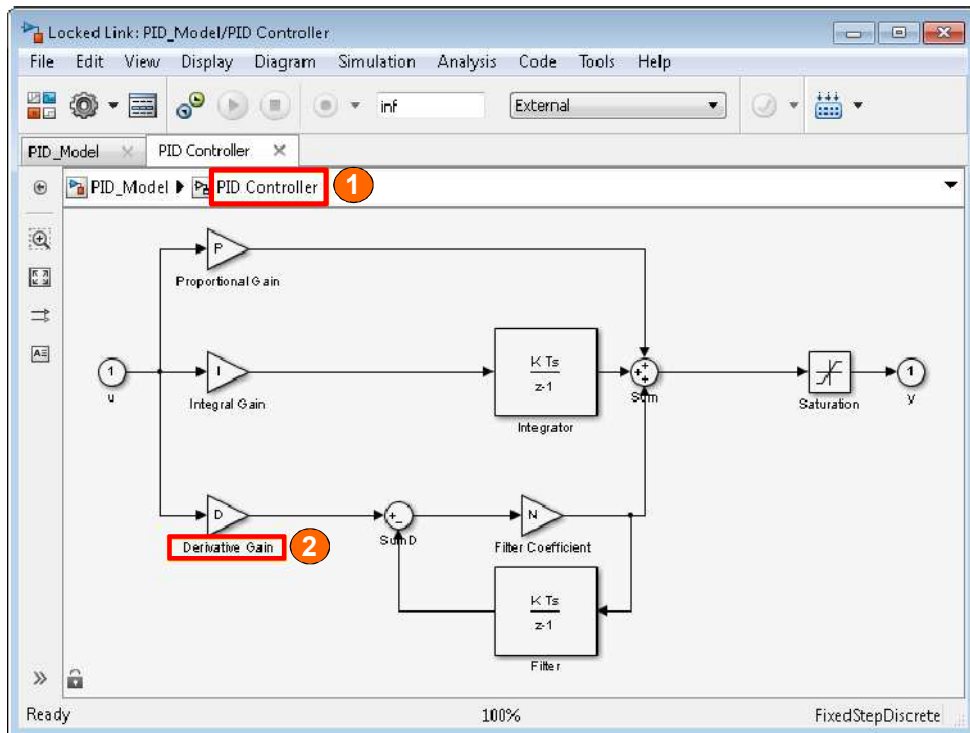 Locked Link: PID_Model/PID Controller
File Edit View Display Diagram Simulation Analysis Code Tools Help
inf External
PID_Model PID Controller
PID_Model PID Controller 1
P
Proportional Gain
1
u
I
Integral Gain
K Ts
z-1
Integrator
Sum
Saturation
1
y
D
Derivative Gain 2
Sum D
N
Filter Coefficient
K Ts
z-1
Filter
Ready 100% FixedStepDiscrete